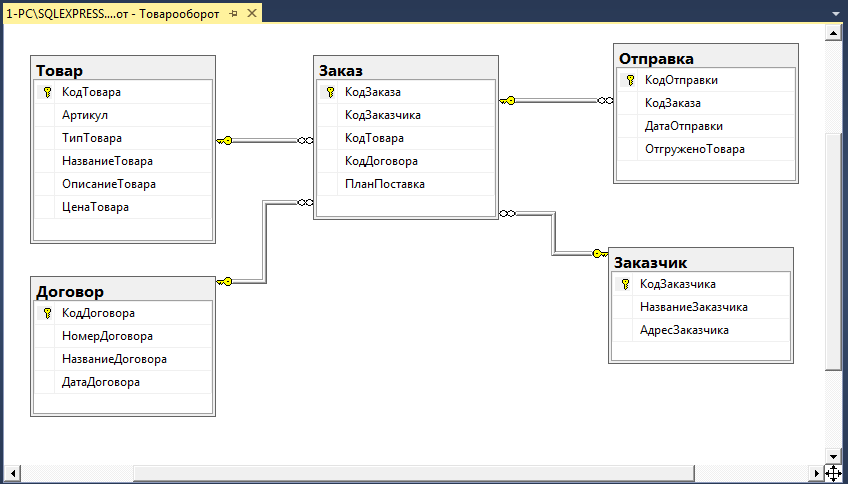 1-PC\SQLEXPRESS....от - Товарооборот
Товар
КодТовара
Артикул
ТипТовара
НазваниеТовара
ОписаниеТовара
ЦенаТовара
Заказ
КодЗаказа
КодЗаказчика
КодТовара
КодДоговора
ПланПоставка
Отправка
КодОтправки
КодЗаказа
ДатаОтправки
ОтгруженоТовара
Договор
КодДоговора
НомерДоговора
НазваниеДоговора
ДатаДоговора
Заказчик
КодЗаказчика
НазваниеЗаказчика
АдресЗаказчика